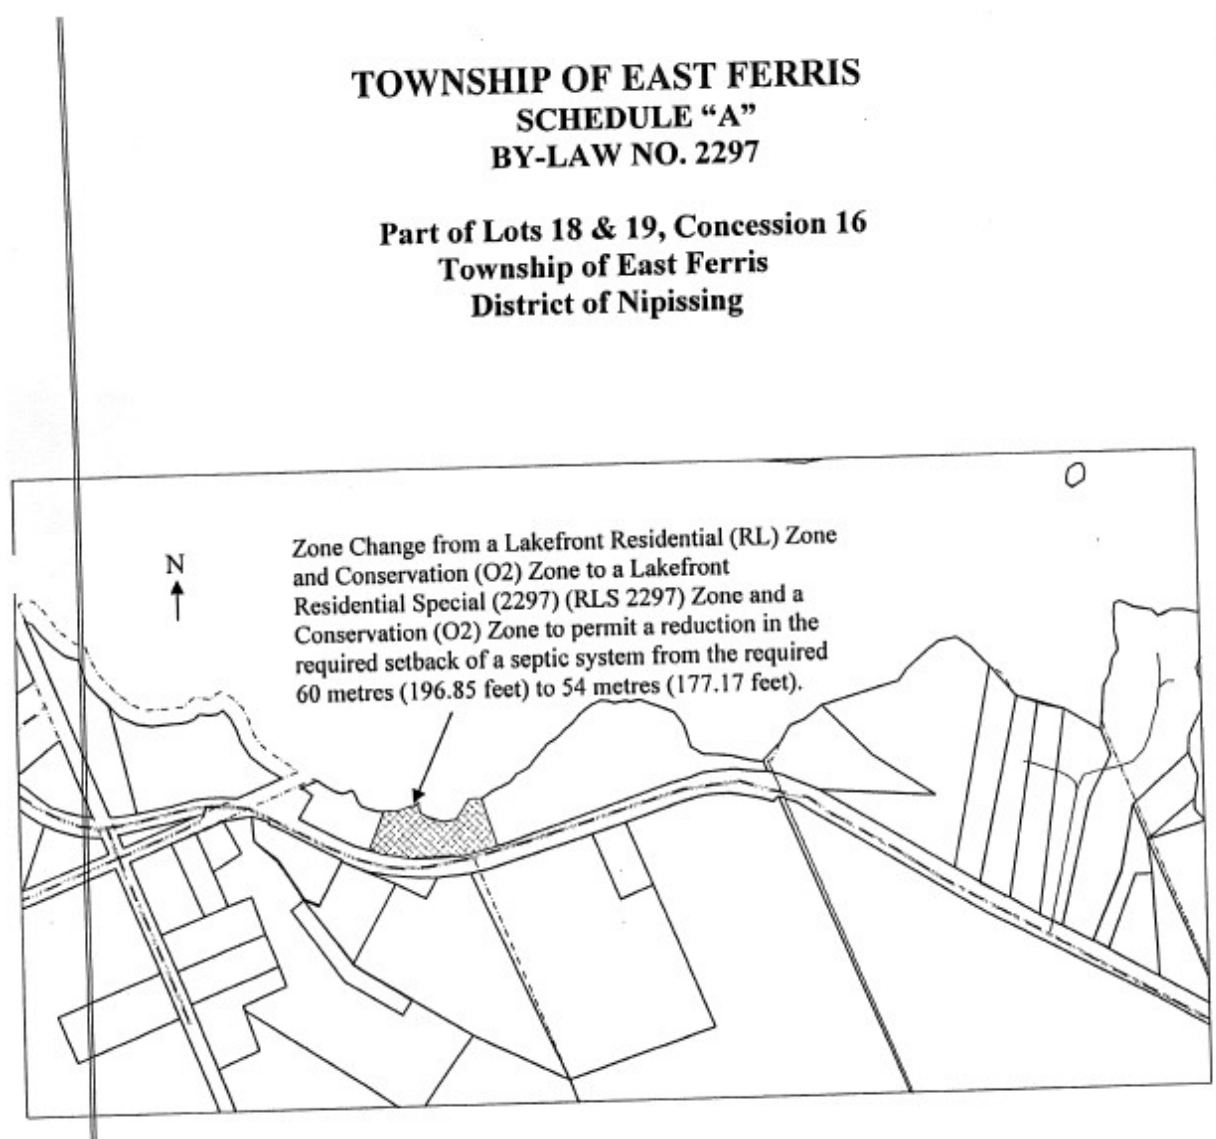 TOWNSHIP OF EAST FERRIS
SCHEDULE “A”
BY-LAW NO. 2297
Part of Lots 18 & 19, Concession 16
Township of East Ferris
District of Nipissing
N
Zone Change from a Lakefront Residential (RL) Zone
and Conservation (O2) Zone to a Lakefront
Residential Special (2297) (RLS 2297) Zone and a
Conservation (O2) Zone to permit a reduction in the
required setback of a septic system from the required
60 metres (196.85 feet) to 54 metres (177.17 feet).